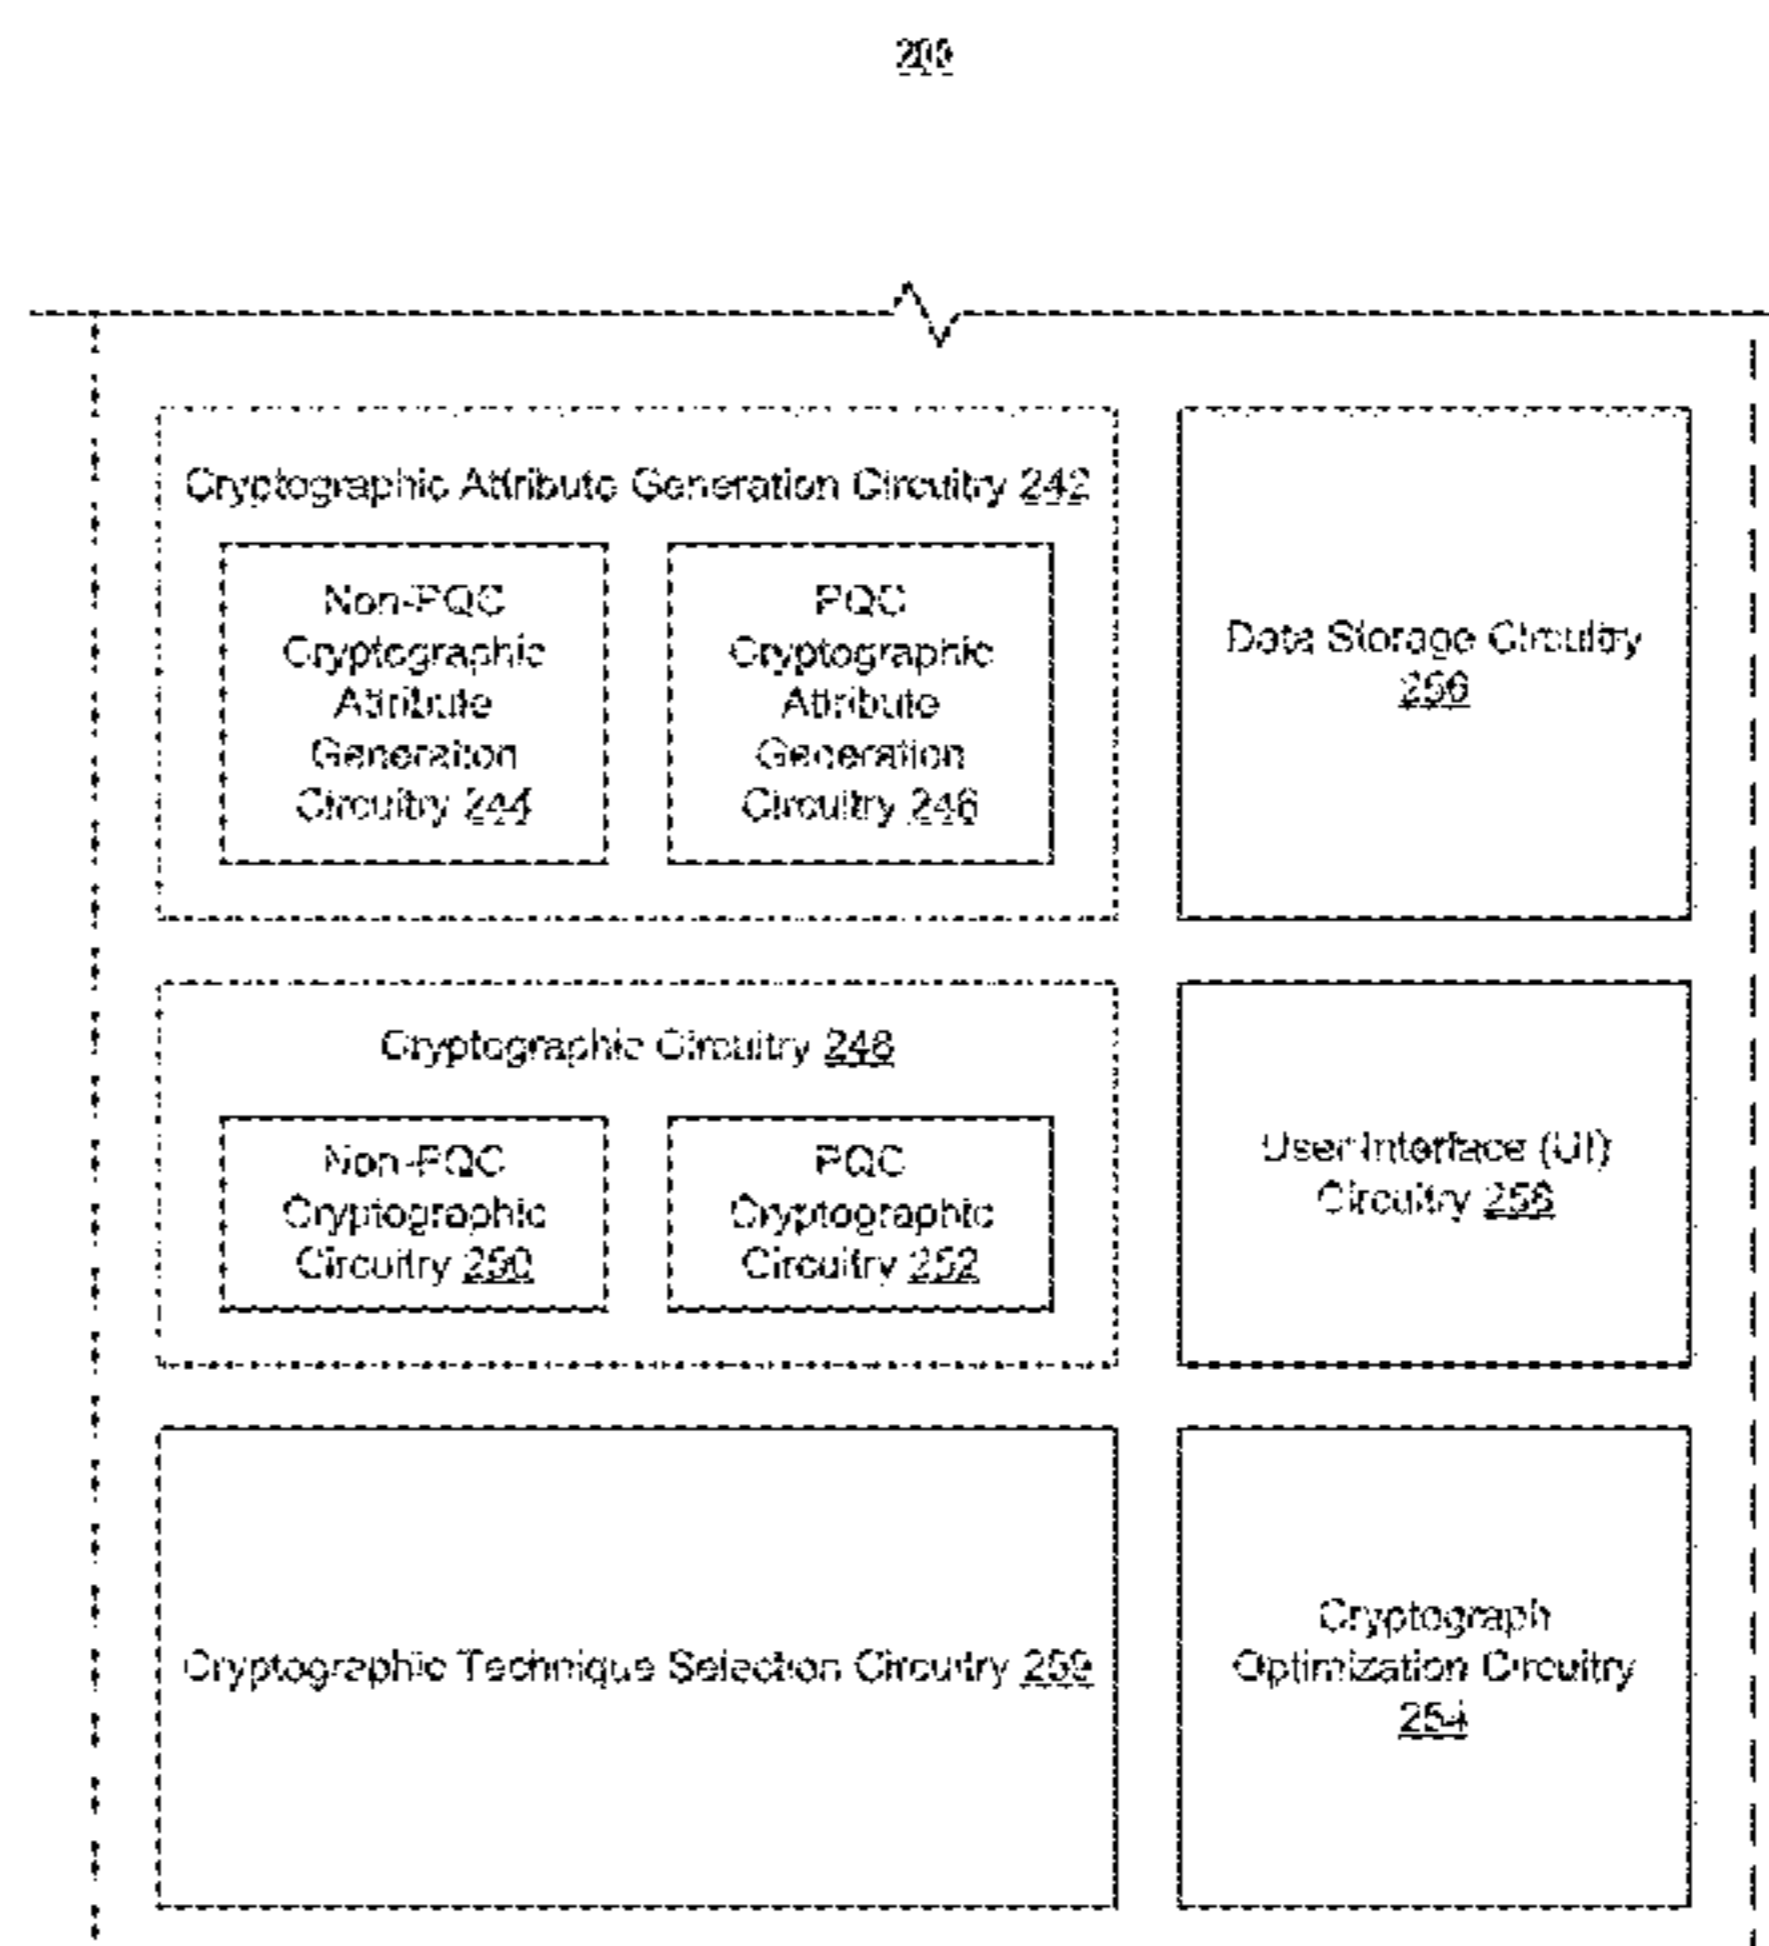 200
Cryptographic Attribute Generation Circuitry 242
Non-PQC
Cryptographic
Attribute
Generation
Circuitry 244
PQC
Cryptographic
Attribute
Generation
Circuitry 246
Data Storage Circuitry
256
Cryptographic Circuitry 248
Non-PQC
Cryptographic
Circuitry 250
PQC
Cryptographic
Circuitry 252
User Interface (UI)
Circuitry 258
Cryptographic Technique Selection Circuitry 259
Cryptograph
Optimization Circuitry
254